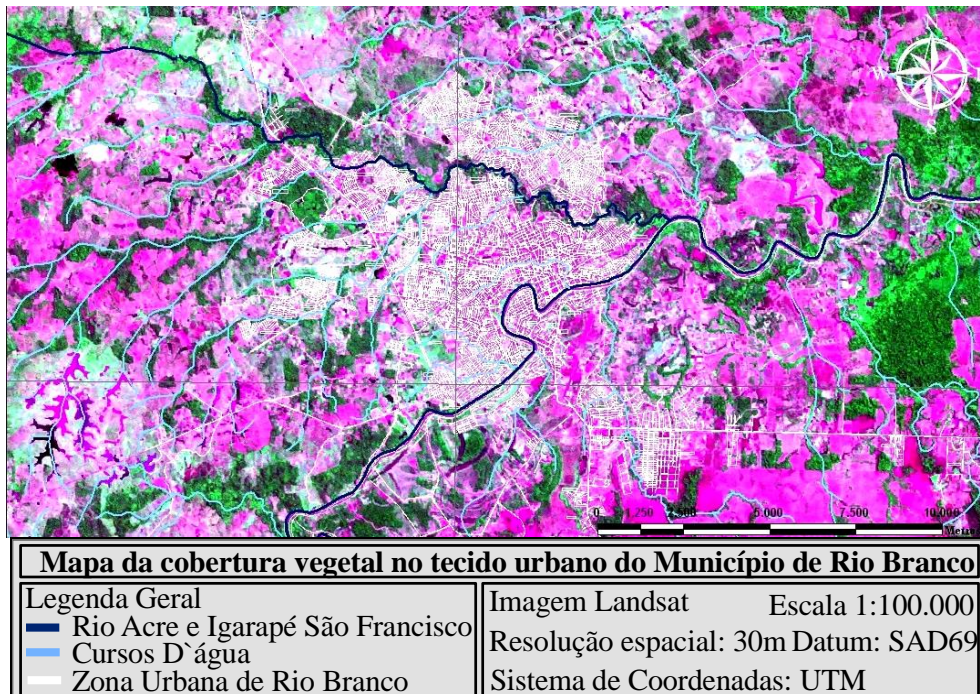 0 1.250 2.500 5.000 7.500 10.000
Mapa da cobertura vegetal no tecido urbano do Município de Rio Branco
Legenda Geral
Rio Acre e Igarapé São Francisco
Cursos D`água
Zona Urbana de Rio Branco
Imagem Landsat Escala 1:100.000
Resolução espacial: 30m Datum: SAD69
Sistema de Coordenadas: UTM